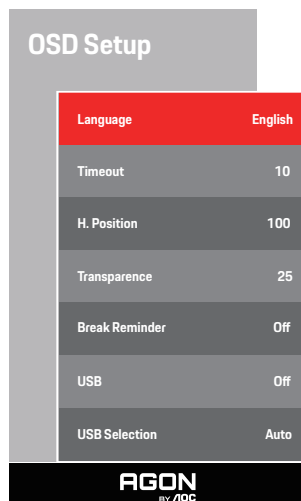 OSD Setup
Language English
Timeout 10
H. Position 100
Transparence 25
Break Reminder Off
USB Off
USB Selection Auto
AGON
BY AOC